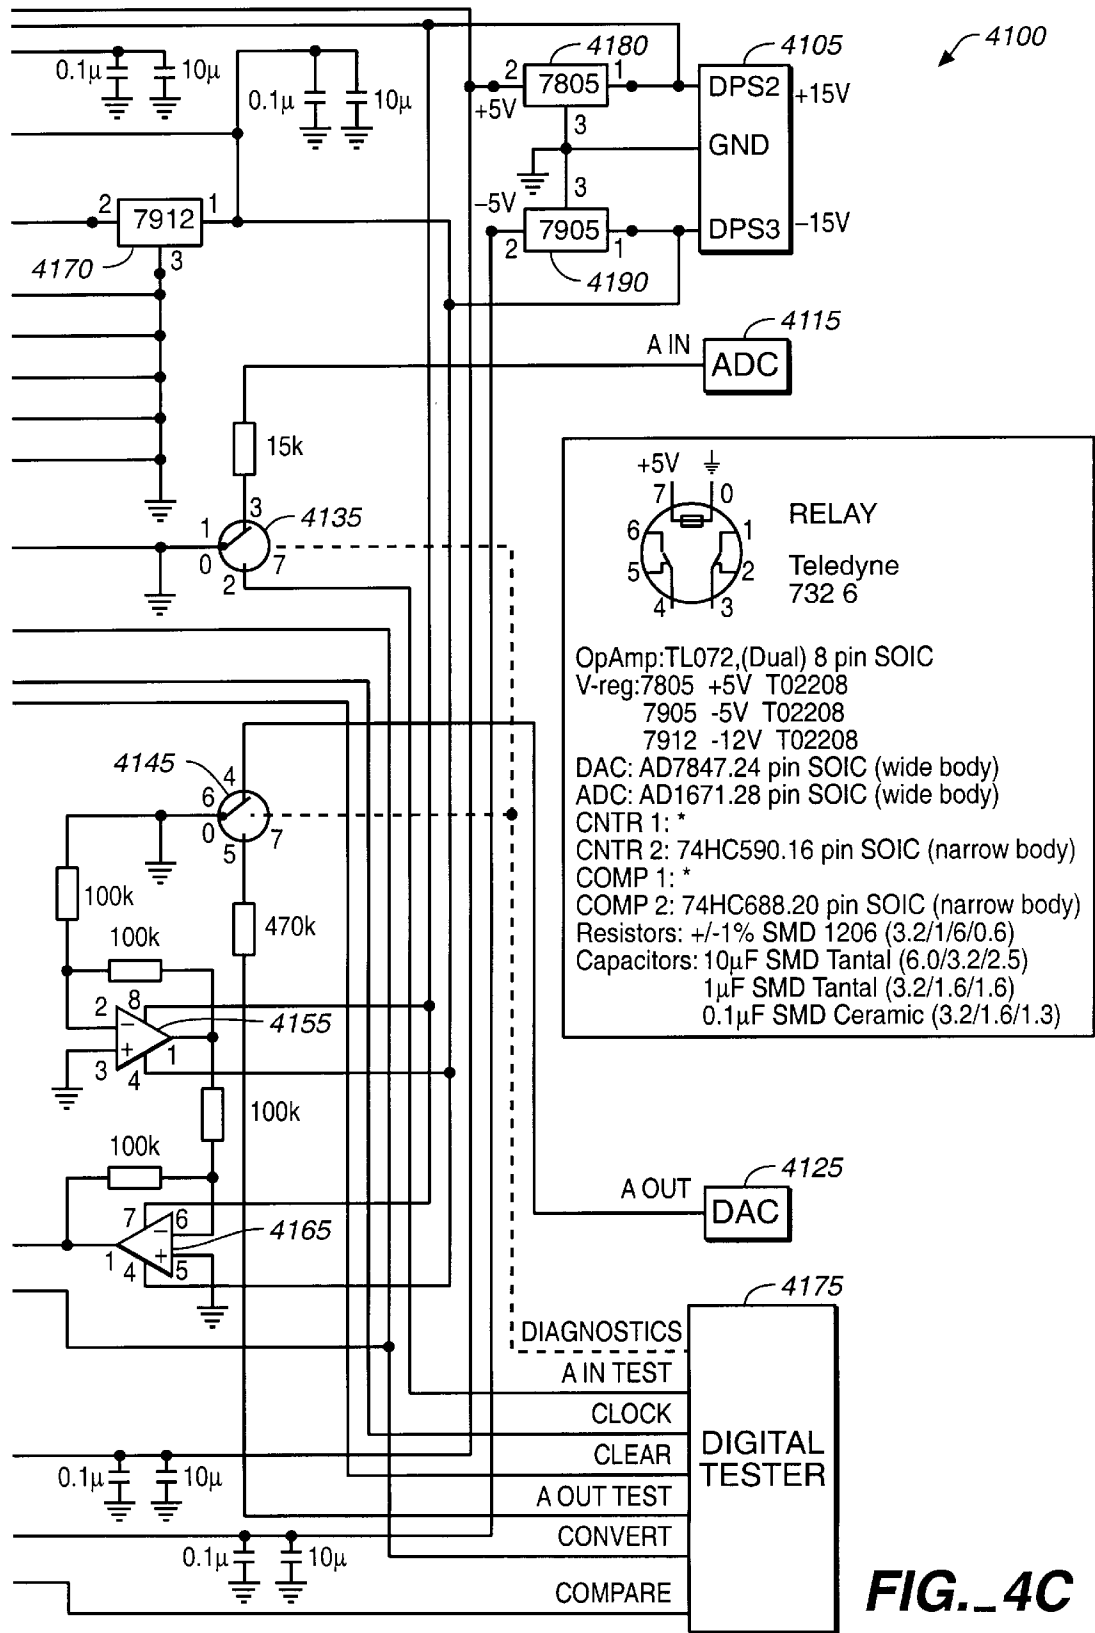 4100
4180
4105
0.1µ
10µ
0.1µ
10µ
2
7805
1
+5V
3
DPS2
+15V
GND
3
-5V
2
7905
1
4190
DPS3
-15V
2
7912
1
3
4170
4115
A IN
ADC
15k
3
4135
1
0
7
2
+5V
7
0
6
1
5
2
4
3
RELAY
Teledyne
732 6
OpAmp:TL072,(Dual) 8 pin SOIC
V-reg:7805 +5V T02208
7905 -5V T02208
7912 -12V T02208
DAC: AD7847.24 pin SOIC (wide body)
ADC: AD1671.28 pin SOIC (wide body)
CNTR 1: *
CNTR 2: 74HC590.16 pin SOIC (narrow body)
COMP 1: *
COMP 2: 74HC688.20 pin SOIC (narrow body)
Resistors: +/-1% SMD 1206 (3.2/1/6/0.6)
Capacitors: 10µF SMD Tantal (6.0/3.2/2.5)
1µF SMD Tantal (3.2/1.6/1.6)
0.1µF SMD Ceramic (3.2/1.6/1.3)
4145
4
6
0
7
5
100k
470k
100k
2
8
-
+
3
4
1
4155
100k
100k
7
6
-
+
1
4
5
4165
4125
A OUT
DAC
4175
DIAGNOSTICS
A IN TEST
CLOCK
CLEAR
A OUT TEST
CONVERT
COMPARE
DIGITAL
TESTER
0.1µ
10µ
0.1µ
10µ
FIG._4C